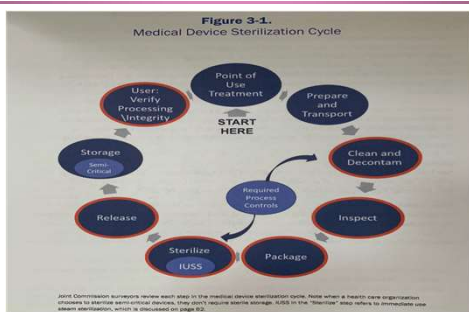 Figure 3-1.
Medical Device Sterilization Cycle
Point of
Use
Treatment
START
HERE
Prepare
and
Transport
Clean and
Decontam
Inspect
Package
Sterilize
IUSS
Release
Storage
Semi-
Critical
User:
Verify
Processing
\Integrity
Required
Process
Controls
Joint Commission surveyors review each step in the medical device sterilization cycle. Note when a health care organization
chooses to sterilize semi-critical devices, they don't require sterile storage. IUSS in the "Sterilize" step refers to immediate use
steam sterilization, which is discussed on page 62.